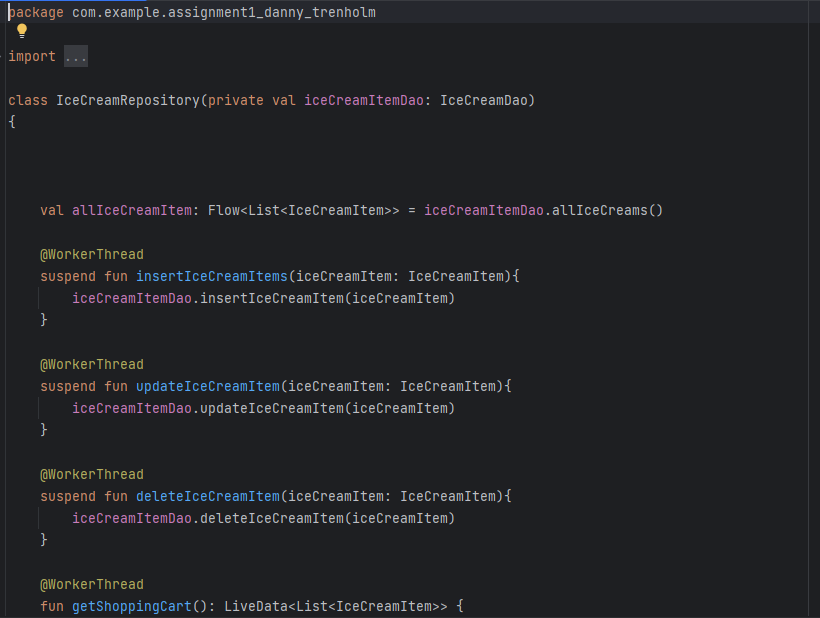 package com.example.assignment1_danny_trenholm
import ...
class IceCreamRepository(private val iceCreamItemDao: IceCreamDao)
{
val allIceCreamItem: Flow<List<IceCreamItem>> = iceCreamItemDao.allIceCreams()
@WorkerThread
suspend fun insertIceCreamItems(iceCreamItem: IceCreamItem){
iceCreamItemDao.insertIceCreamItem(iceCreamItem)
}
@WorkerThread
suspend fun updateIceCreamItem(iceCreamItem: IceCreamItem){
iceCreamItemDao.updateIceCreamItem(iceCreamItem)
}
@WorkerThread
suspend fun deleteIceCreamItem(iceCreamItem: IceCreamItem){
iceCreamItemDao.deleteIceCreamItem(iceCreamItem)
}
@WorkerThread
fun getShoppingCart(): LiveData<List<IceCreamItem>> {